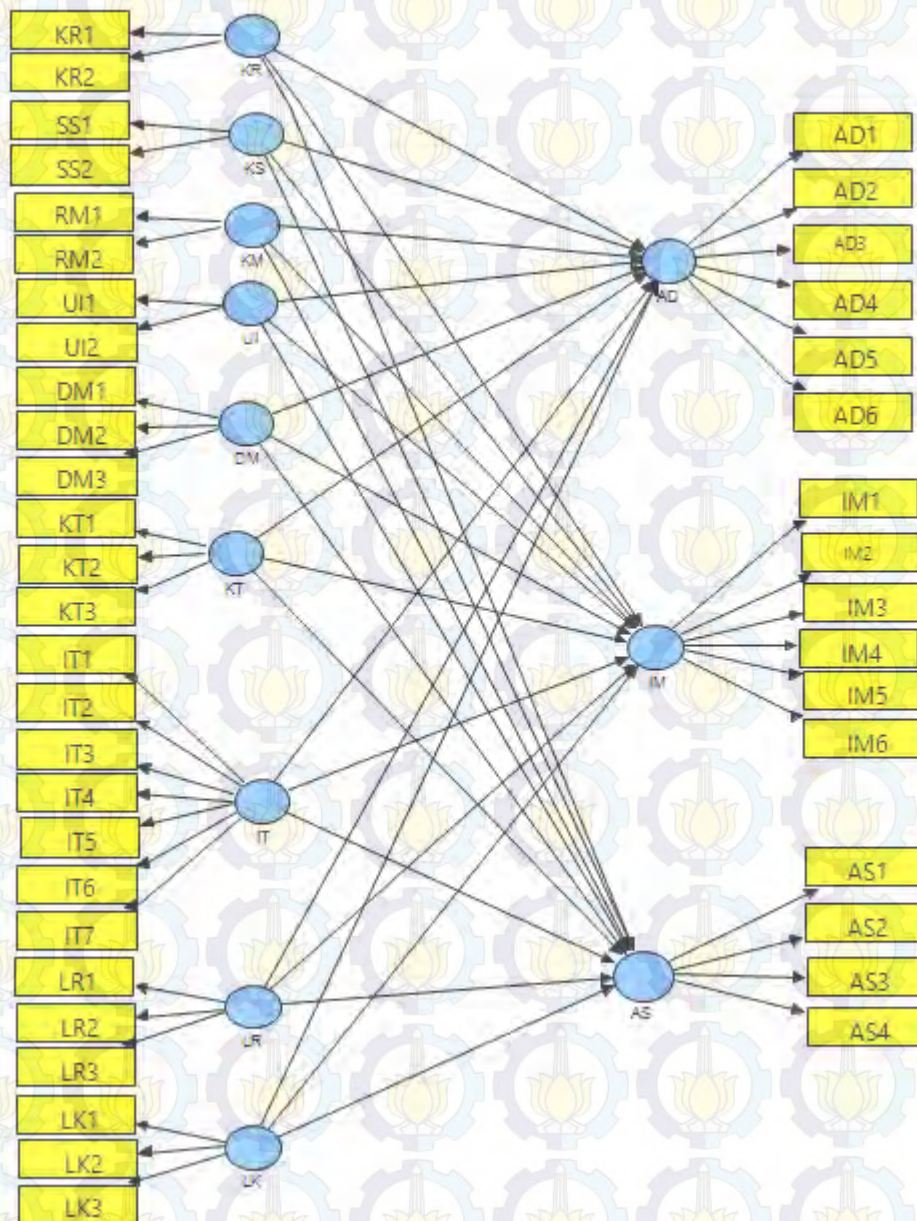 KR1
KR2
SS1
SS2
RM1
RM2
UI1
UI2
DM1
DM2
DM3
KT1
KT2
KT3
IT1
IT2
IT3
IT4
IT5
IT6
IT7
LR1
LR2
LR3
LK1
LK2
LK3
KR
KS
KM
UI
DM
KT
IT
LR
LK
AD
IM
AS
AD1
AD2
AD3
AD4
AD5
AD6
IM1
IM2
IM3
IM4
IM5
IM6
AS1
AS2
AS3
AS4